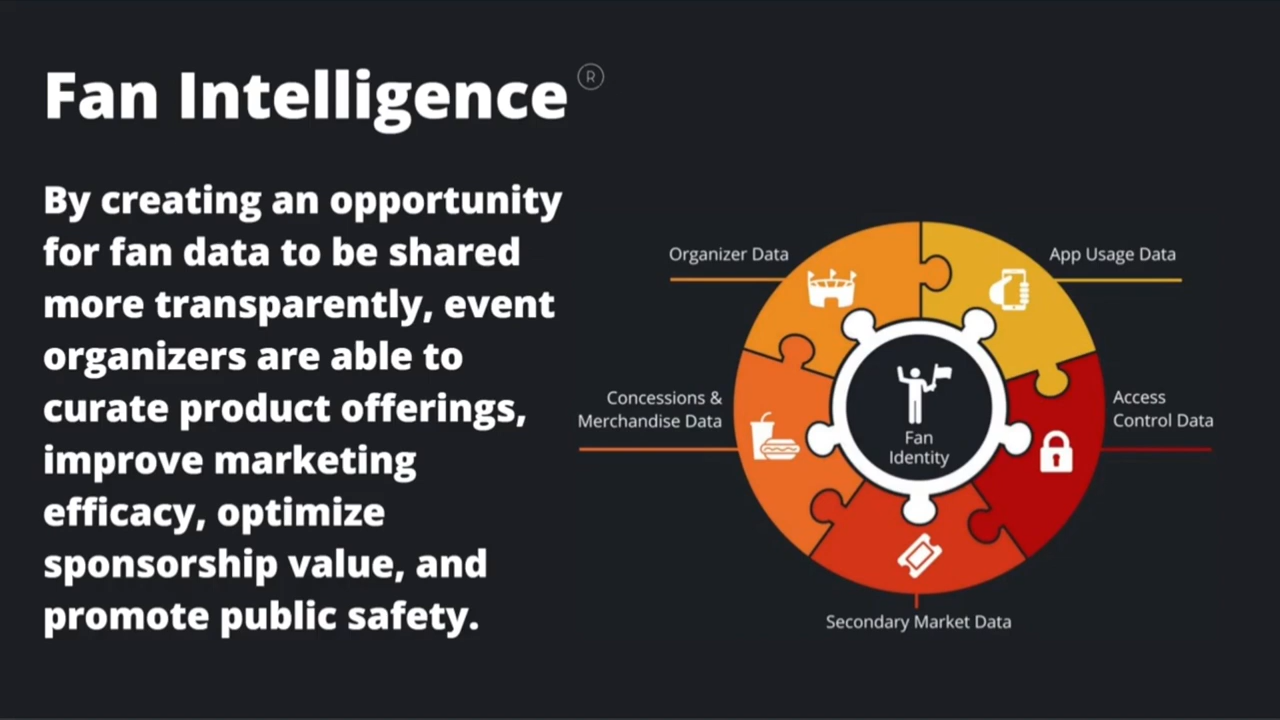 Fan Intelligence ®
By creating an opportunity
for fan data to be shared
more transparently, event
organizers are able to
curate product offerings,
improve marketing
efficacy, optimize
sponsorship value, and
promote public safety.
Organizer Data
App Usage Data
Concessions &
Merchandise Data
Access
Control Data
Fan
Identity
Secondary Market Data